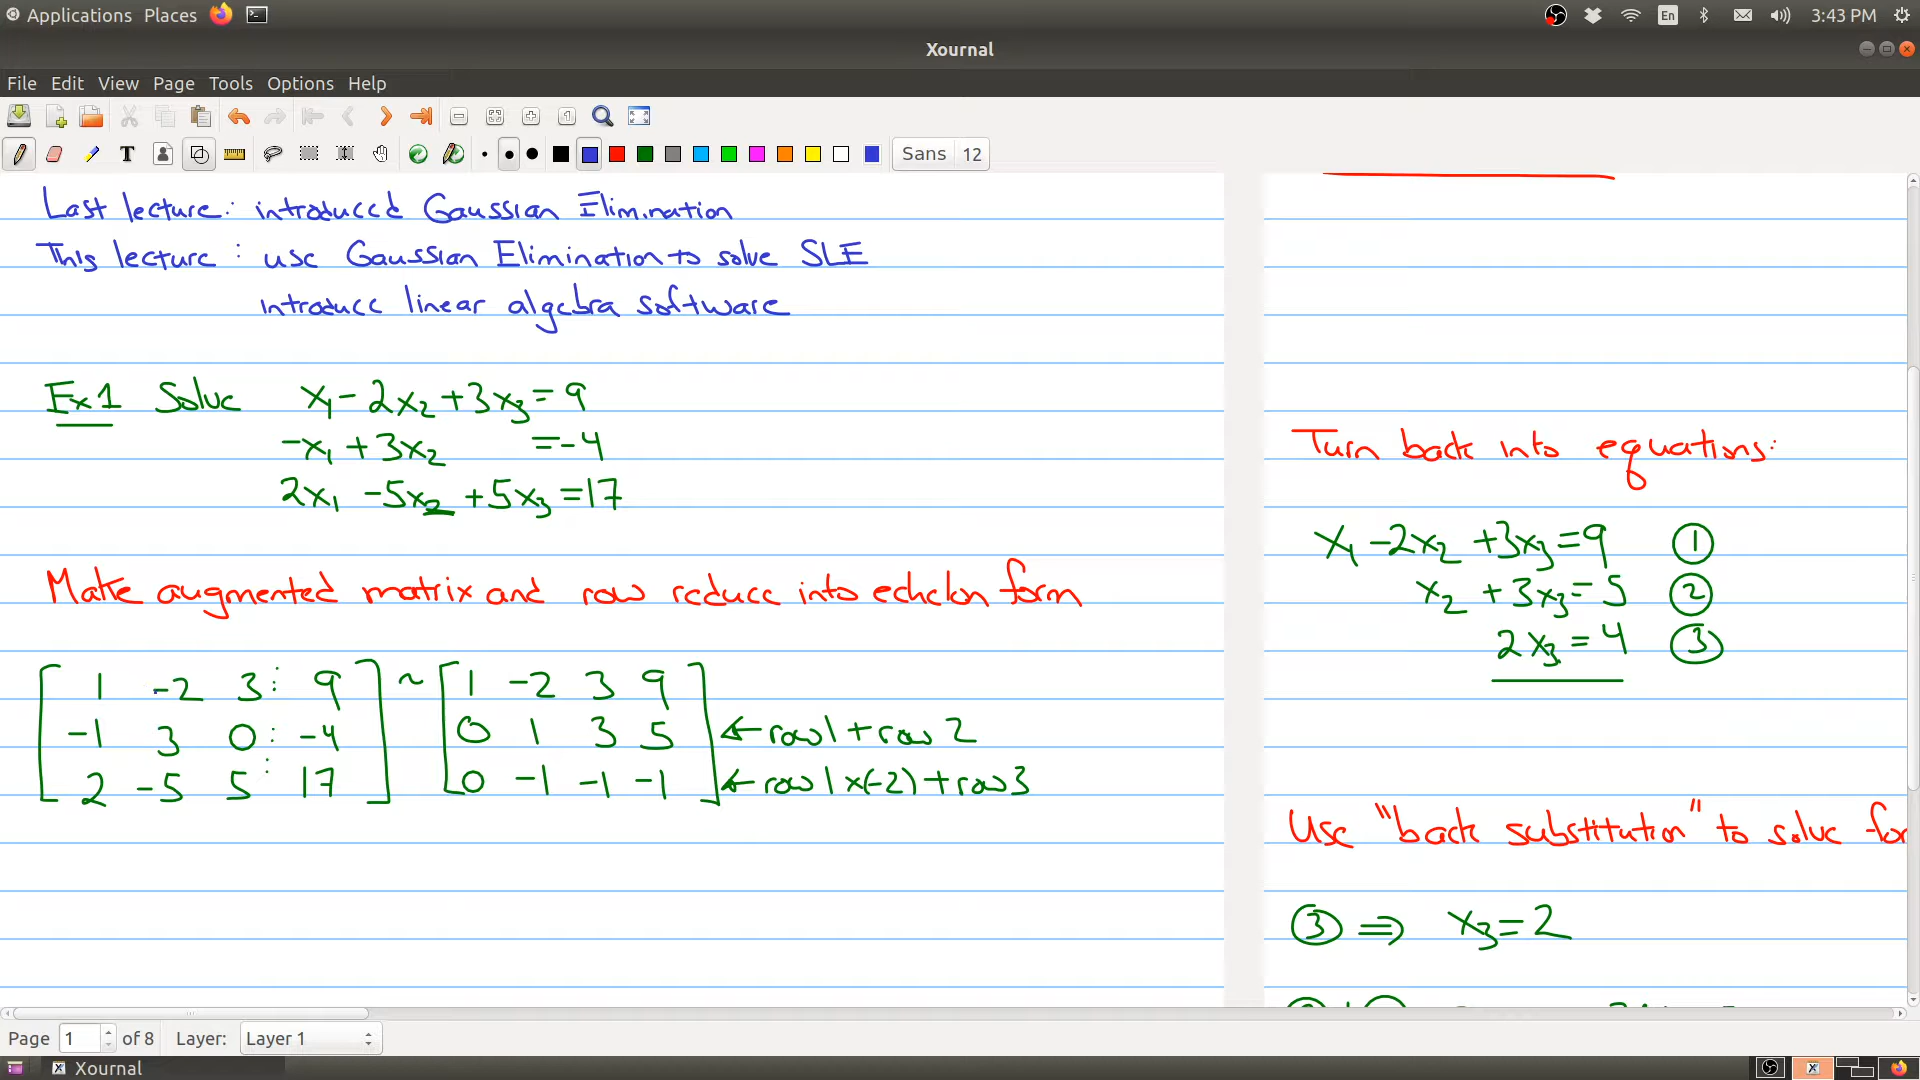 Applications Places En 3:43 PM
Xournal
File Edit View Page Tools Options Help
T Sans 12
Last lecture: introduced Gaussian Elimination
This lecture: use Gaussian Elimination to solve SLE
introduce linear algebra software
Ex1 Solve x₁ - 2x₂ + 3x₃ = 9
-x₁ + 3x₂ = -4
2x₁ - 5x₂ + 5x₃ = 17
Make augmented matrix and row reduce into echelon form
[ 1 -2 3 : 9 ] ~ [ 1 -2 3 9 ]
[ -1 3 0 : -4 ] [ 0 1 3 5 ] ← row1 + row 2
[ 2 -5 5 : 17 ] [ 0 -1 -1 -1 ] ← row 1 x(-2) + row 3
Turn back into equations:
x₁ - 2x₂ + 3x₃ = 9 ①
x₂ + 3x₃ = 5 ②
2x₃ = 4 ③
Use "back substitution" to solve for
③ ⇒ x₃ = 2
Page 1 of 8 Layer: Layer 1
Xournal